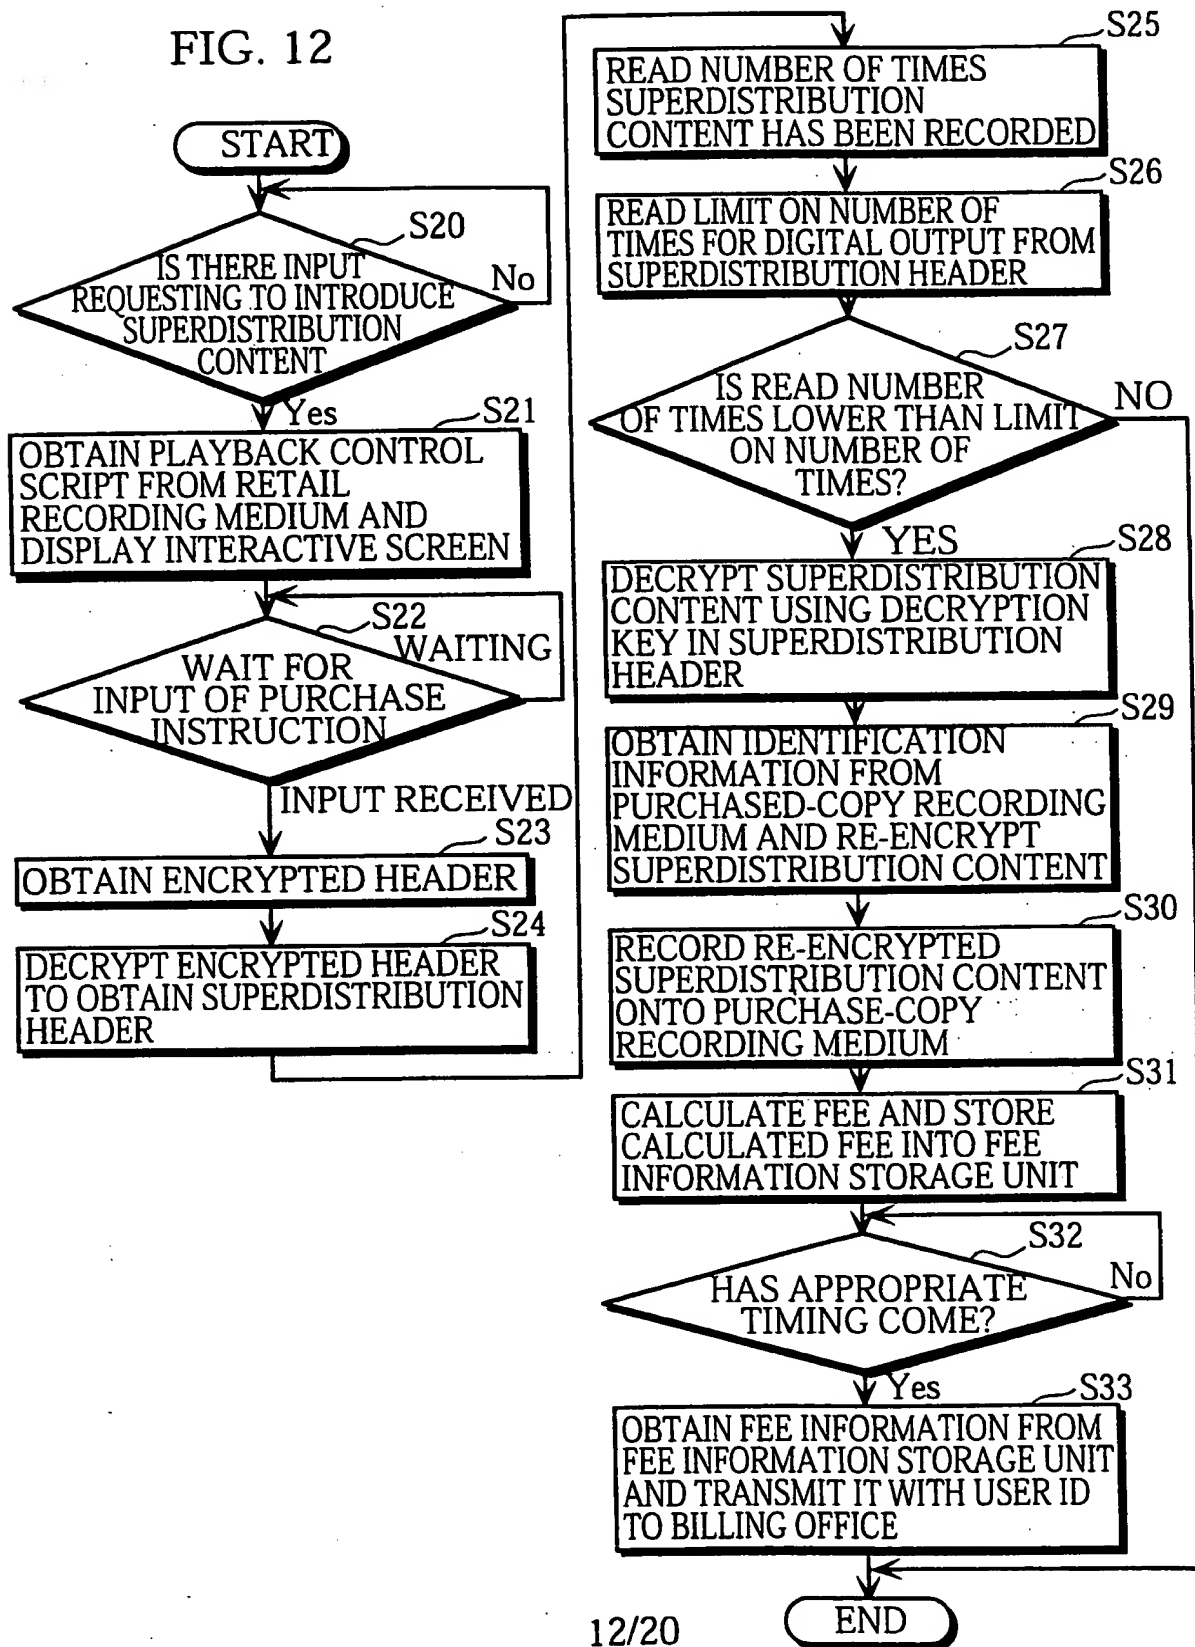 FIG. 12
START
S20
IS THERE INPUT
REQUESTING TO INTRODUCE
SUPERDISTRIBUTION
CONTENT
No
Yes
S21
OBTAIN PLAYBACK CONTROL
SCRIPT FROM RETAIL
RECORDING MEDIUM AND
DISPLAY INTERACTIVE SCREEN
S22
WAITING
WAIT FOR
INPUT OF PURCHASE
INSTRUCTION
INPUT RECEIVED
S23
OBTAIN ENCRYPTED HEADER
S24
DECRYPT ENCRYPTED HEADER
TO OBTAIN SUPERDISTRIBUTION
HEADER
S25
READ NUMBER OF TIMES
SUPERDISTRIBUTION
CONTENT HAS BEEN RECORDED
S26
READ LIMIT ON NUMBER OF
TIMES FOR DIGITAL OUTPUT FROM
SUPERDISTRIBUTION HEADER
S27
IS READ NUMBER
OF TIMES LOWER THAN LIMIT
ON NUMBER OF
TIMES?
NO
YES
S28
DECRYPT SUPERDISTRIBUTION
CONTENT USING DECRYPTION
KEY IN SUPERDISTRIBUTION
HEADER
S29
OBTAIN IDENTIFICATION
INFORMATION FROM
PURCHASED-COPY RECORDING
MEDIUM AND RE-ENCRYPT
SUPERDISTRIBUTION CONTENT
S30
RECORD RE-ENCRYPTED
SUPERDISTRIBUTION CONTENT
ONTO PURCHASE-COPY
RECORDING MEDIUM
S31
CALCULATE FEE AND STORE
CALCULATED FEE INTO FEE
INFORMATION STORAGE UNIT
S32
HAS APPROPRIATE
TIMING COME?
No
Yes
S33
OBTAIN FEE INFORMATION FROM
FEE INFORMATION STORAGE UNIT
AND TRANSMIT IT WITH USER ID
TO BILLING OFFICE
END
12/20